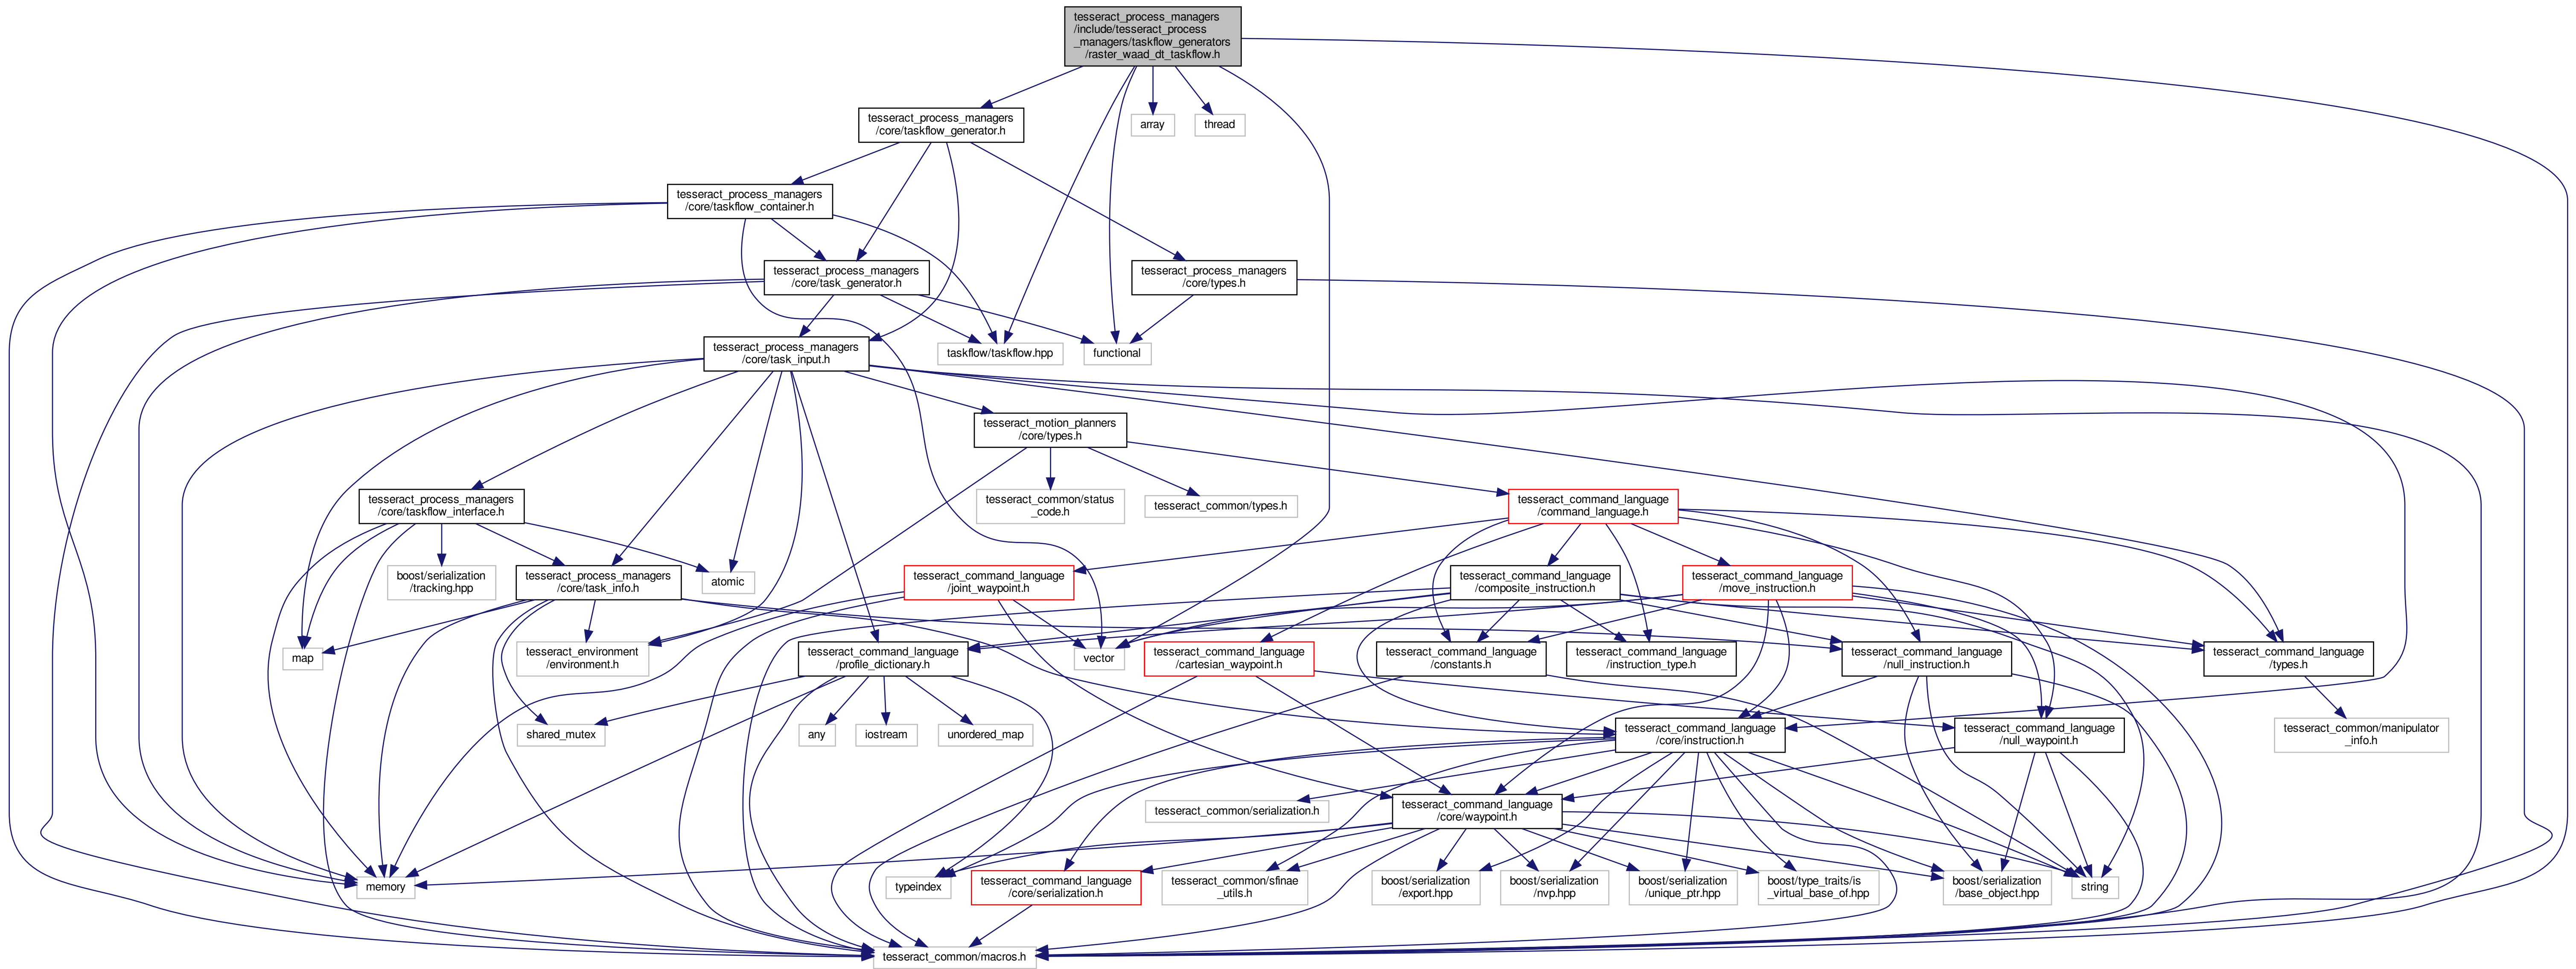 tesseract_process_managers
/include/tesseract_process
_managers/taskflow_generators
/raster_waad_dt_taskflow.h
tesseract_process_managers
/core/taskflow_generator.h
array
thread
tesseract_process_managers
/core/taskflow_container.h
tesseract_process_managers
/core/task_generator.h
tesseract_process_managers
/core/types.h
tesseract_process_managers
/core/task_input.h
taskflow/taskflow.hpp
functional
tesseract_motion_planners
/core/types.h
tesseract_process_managers
/core/taskflow_interface.h
tesseract_common/status
_code.h
tesseract_common/types.h
tesseract_command_language
/command_language.h
boost/serialization
/tracking.hpp
tesseract_process_managers
/core/task_info.h
atomic
tesseract_command_language
/joint_waypoint.h
tesseract_command_language
/composite_instruction.h
tesseract_command_language
/move_instruction.h
map
tesseract_environment
/environment.h
tesseract_command_language
/profile_dictionary.h
vector
tesseract_command_language
/cartesian_waypoint.h
tesseract_command_language
/constants.h
tesseract_command_language
/instruction_type.h
tesseract_command_language
/null_instruction.h
tesseract_command_language
/types.h
shared_mutex
any
iostream
unordered_map
tesseract_command_language
/core/instruction.h
tesseract_command_language
/null_waypoint.h
tesseract_common/manipulator
_info.h
tesseract_common/serialization.h
tesseract_command_language
/core/waypoint.h
memory
typeindex
tesseract_command_language
/core/serialization.h
tesseract_common/sfinae
_utils.h
boost/serialization
/export.hpp
boost/serialization
/nvp.hpp
boost/serialization
/unique_ptr.hpp
boost/type_traits/is
_virtual_base_of.hpp
boost/serialization
/base_object.hpp
string
tesseract_common/macros.h